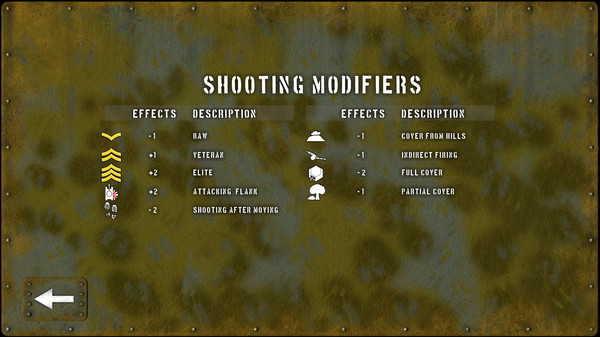 SHOOTING MODIFIERS
EFFECTS DESCRIPTION
-1 RAW
+1 VETERAN
+2 ELITE
+2 ATTACKING FLANK
-2 SHOOTING AFTER MOVING
EFFECTS DESCRIPTION
-1 COVER FROM HILLS
-1 INDIRECT FIRING
-2 FULL COVER
-1 PARTIAL COVER